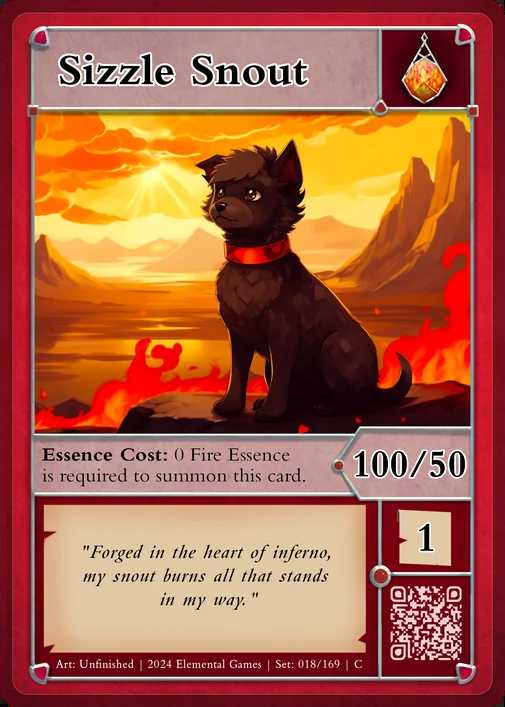 Sizzle Snout
Essence Cost: 0 Fire Essence
is required to summon this card.
100/50
"Forged in the heart of inferno,
my snout burns all that stands
in my way."
1
Art: Unfinished | 2024 Elemental Games | Set: 018/169 | C